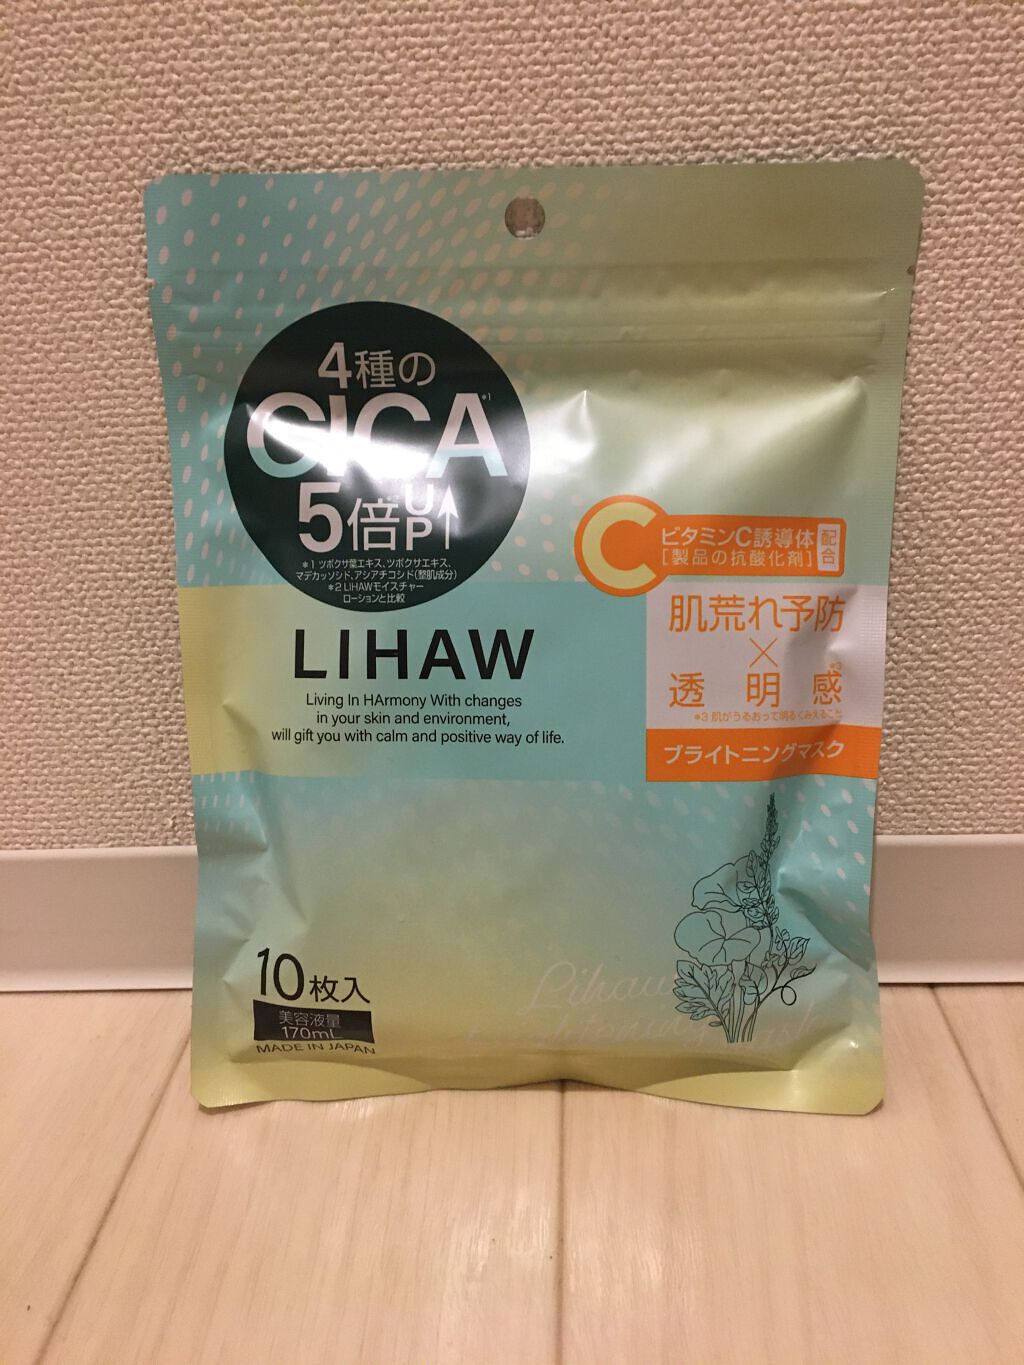 4種の
CICA*1
5倍UP
*1 ツボクサ葉エキス、ツボクサエキス、
マデカッソシド、アシアチコシド(整肌成分)
*2 LIHAWモイスチャー
ローションと比較
C
ビタミンC誘導体
[製品の抗酸化剤]
配合
肌荒れ予防
×
透明感*3
*3 肌がうるおって明るくみえること
ブライトニングマスク
LIHAW
Living In HArmony With changes
in your skin and environment,
will gift you with calm and positive way of life.
10枚入
美容液量
170mL
MADE IN JAPAN
Lihaw